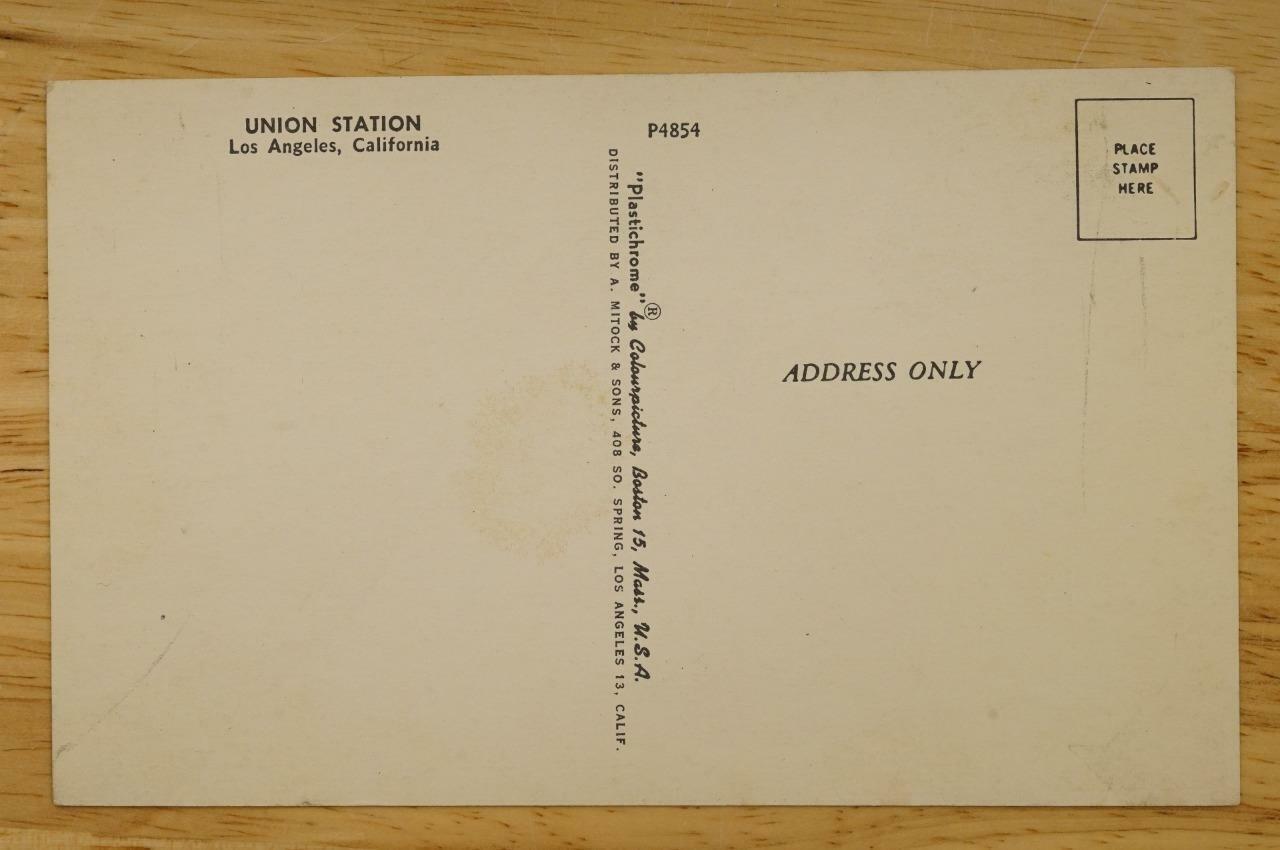 UNION STATION
Los Angeles, California
P4854
"Plastichrome"® by Colourpicture, Boston 15, Mass., U.S.A.
DISTRIBUTED BY A. MITOCK & SONS, 408 SO. SPRING, LOS ANGELES 13, CALIF.
PLACE
STAMP
HERE
ADDRESS ONLY